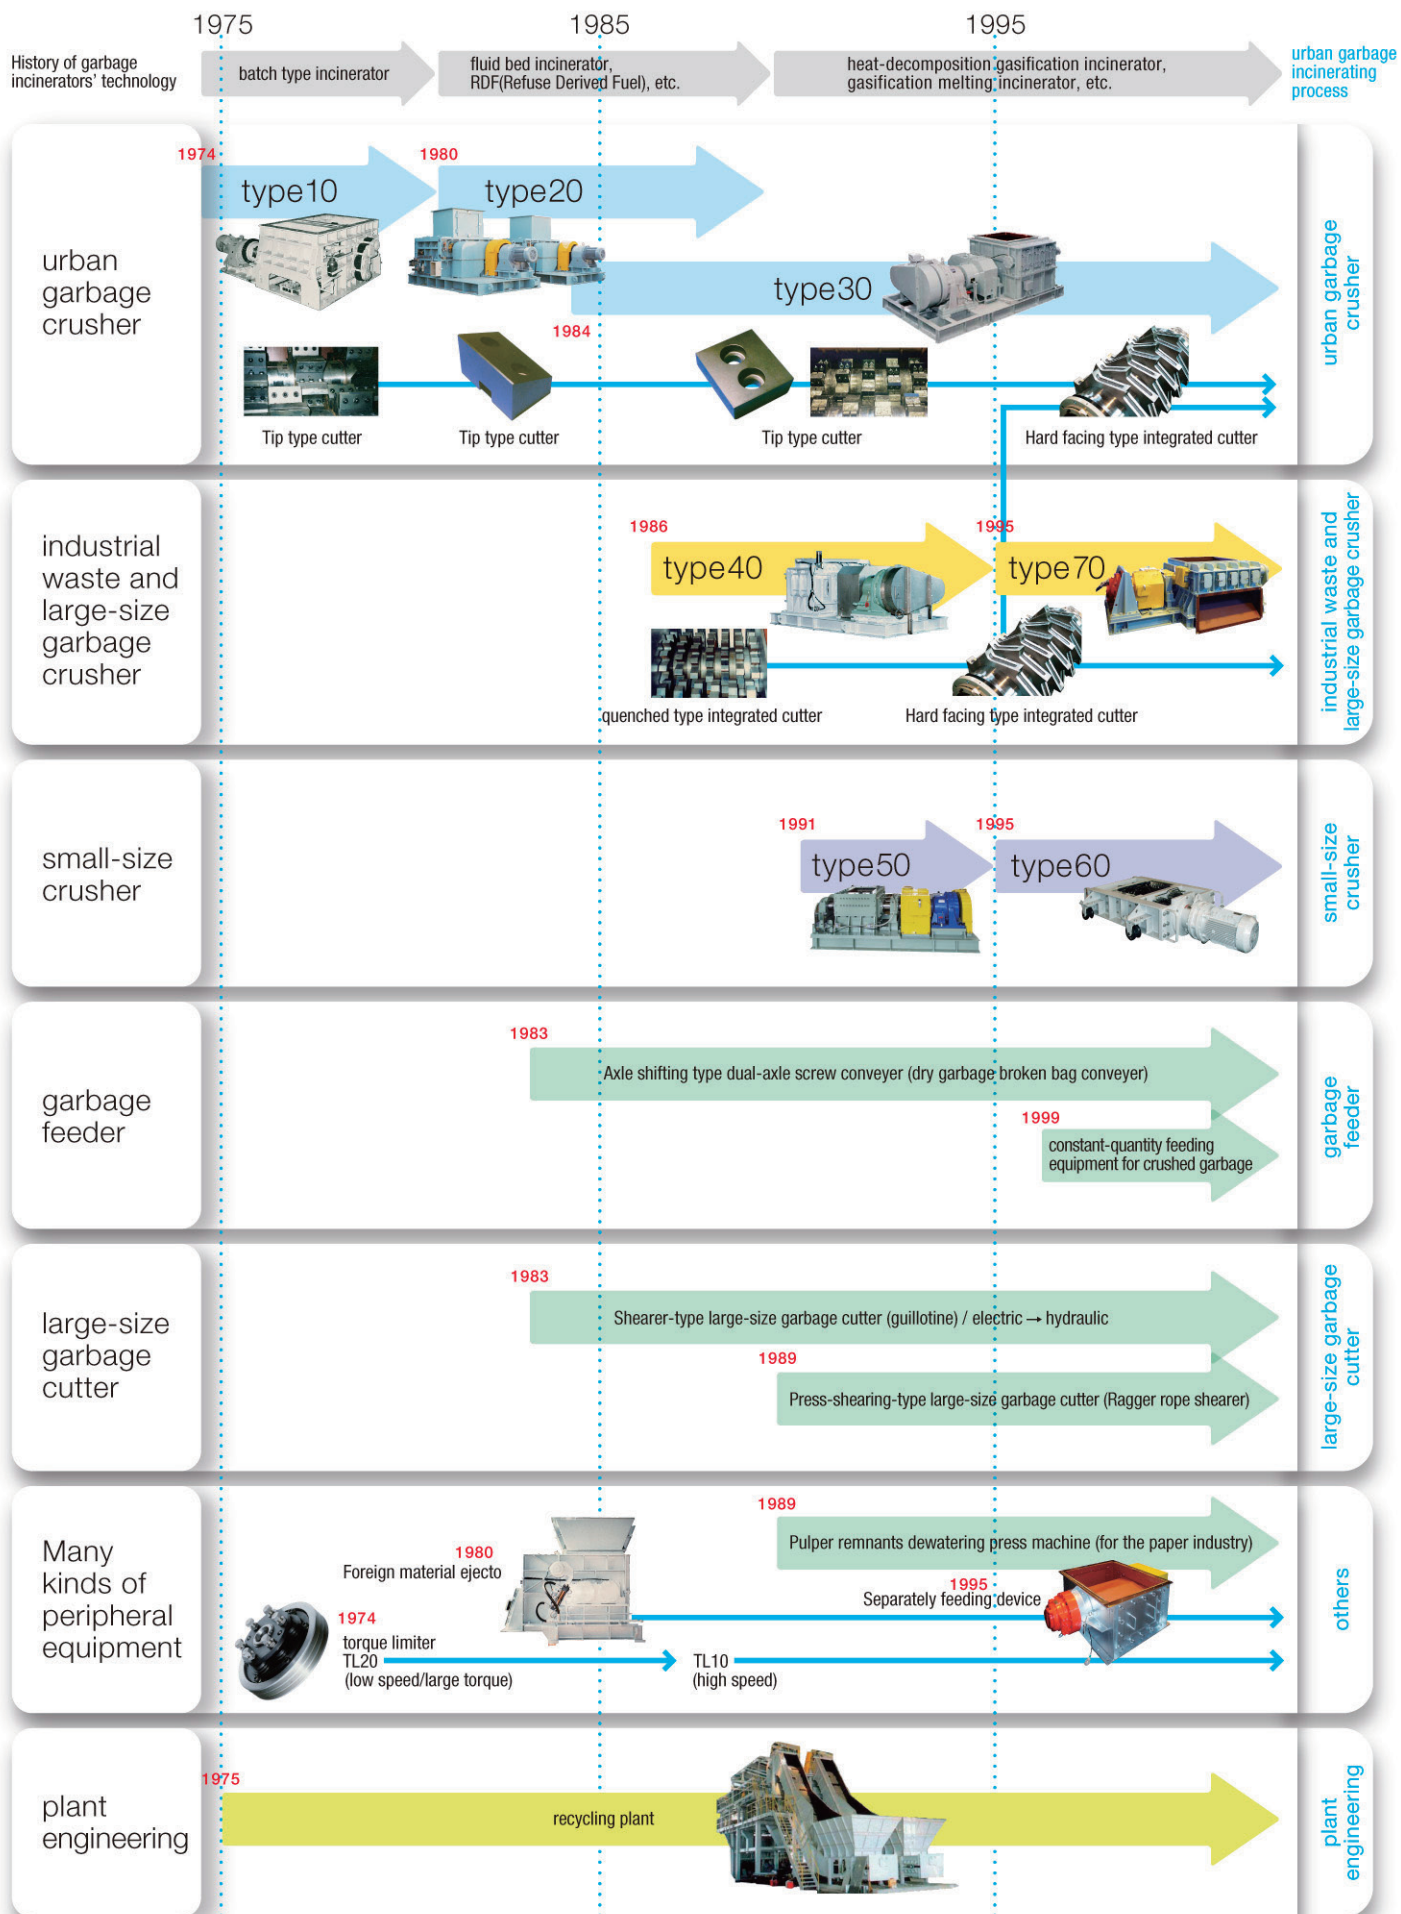 1975
1985
1995
History of garbage
incinerators' technology
batch type incinerator
fluid bed incinerator,
RDF(Refuse Derived Fuel), etc.
heat-decomposition gasification incinerator,
gasification melting incinerator, etc.
urban garbage
incinerating
process
urban
garbage
crusher
1974
type10
1980
type20
1984
type30
Tip type cutter
Tip type cutter
Tip type cutter
Hard facing type integrated cutter
urban garbage
crusher
industrial
waste and
large-size
garbage
crusher
1986
type40
1995
type70
quenched type integrated cutter
Hard facing type integrated cutter
industrial waste and
large-size garbage crusher
small-size
crusher
1991
type50
1995
type60
small-size
crusher
garbage
feeder
1983
Axle shifting type dual-axle screw conveyer (dry garbage broken bag conveyer)
1999
constant-quantity feeding
equipment for crushed garbage
garbage
feeder
large-size
garbage
cutter
1983
Shearer-type large-size garbage cutter (guillotine) / electric → hydraulic
1989
Press-shearing-type large-size garbage cutter (Ragger rope shearer)
large-size garbage
cutter
Many
kinds of
peripheral
equipment
1989
Pulper remnants dewatering press machine (for the paper industry)
1980
Foreign material ejecto
1995
Separately feeding device
1974
torque limiter
TL20
(low speed/large torque)
TL10
(high speed)
others
plant
engineering
1975
recycling plant
plant
engineering